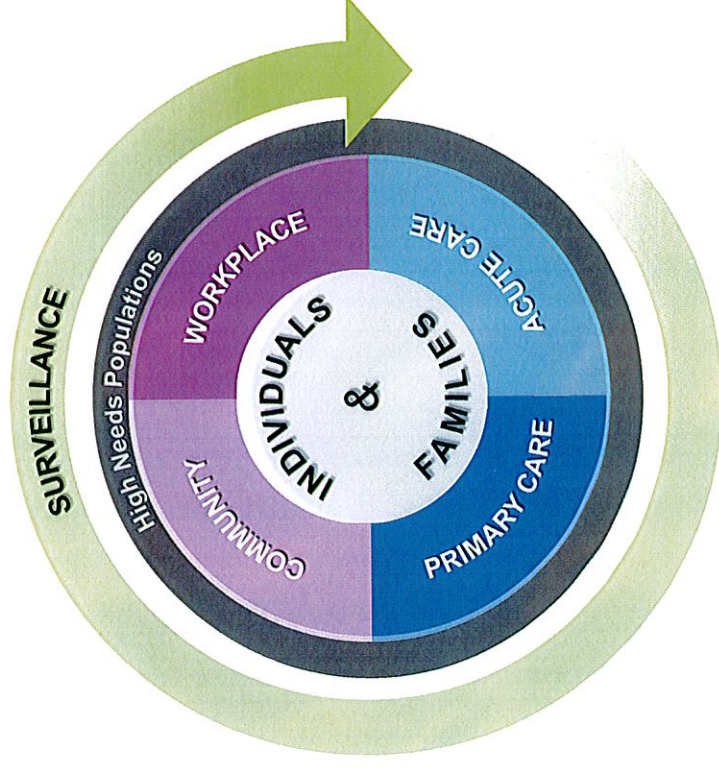 SURVEILLANCE
High Needs Populations
WORKPLACE
ACUTE CARE
COMMUNITY
PRIMARY CARE
INDIVIDUALS
&
FAMILIES